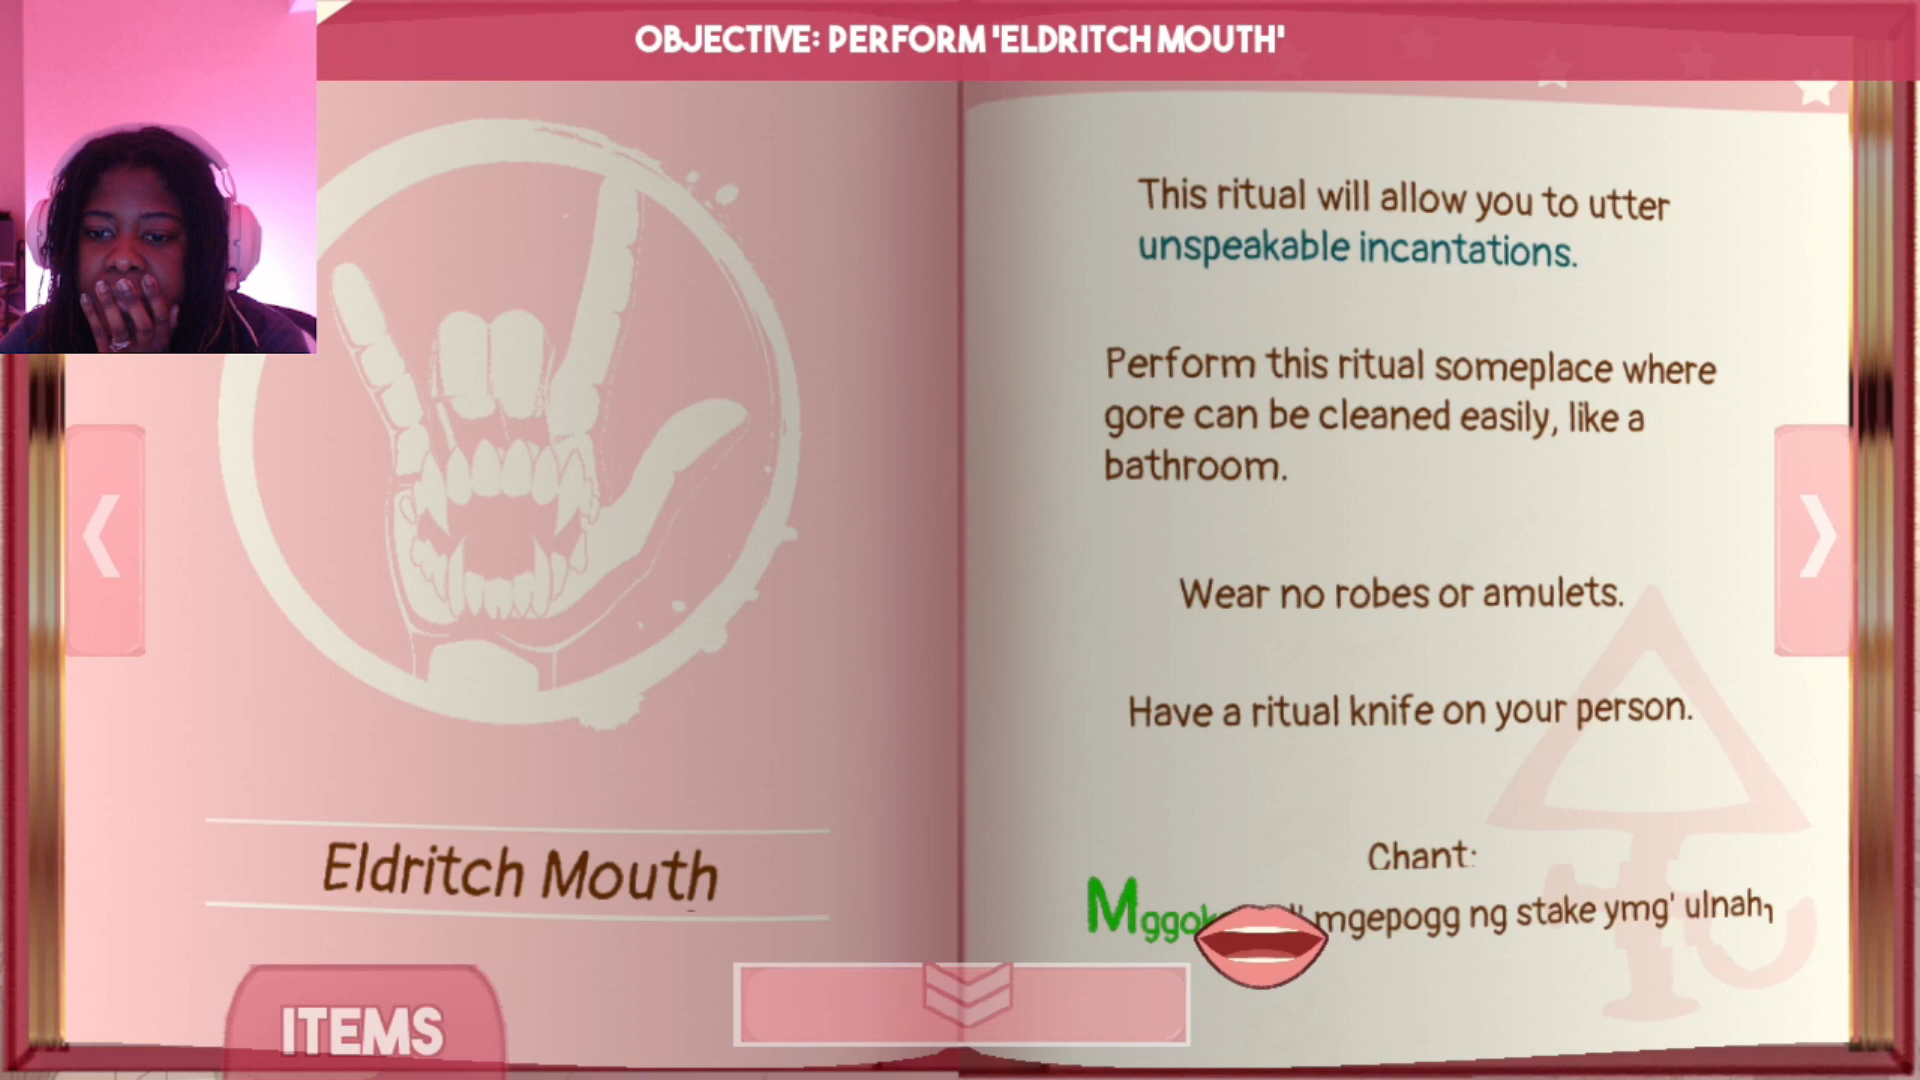 OBJECTIVE: PERFORM 'ELDRITCH MOUTH'
Eldritch Mouth
This ritual will allow you to utter
unspeakable incantations.
Perform this ritual someplace where
gore can be cleaned easily, like a
bathroom.
Wear no robes or amulets.
Have a ritual knife on your person.
Chant:
mgepogg ng stake ymg' ulnah,
ITEMS